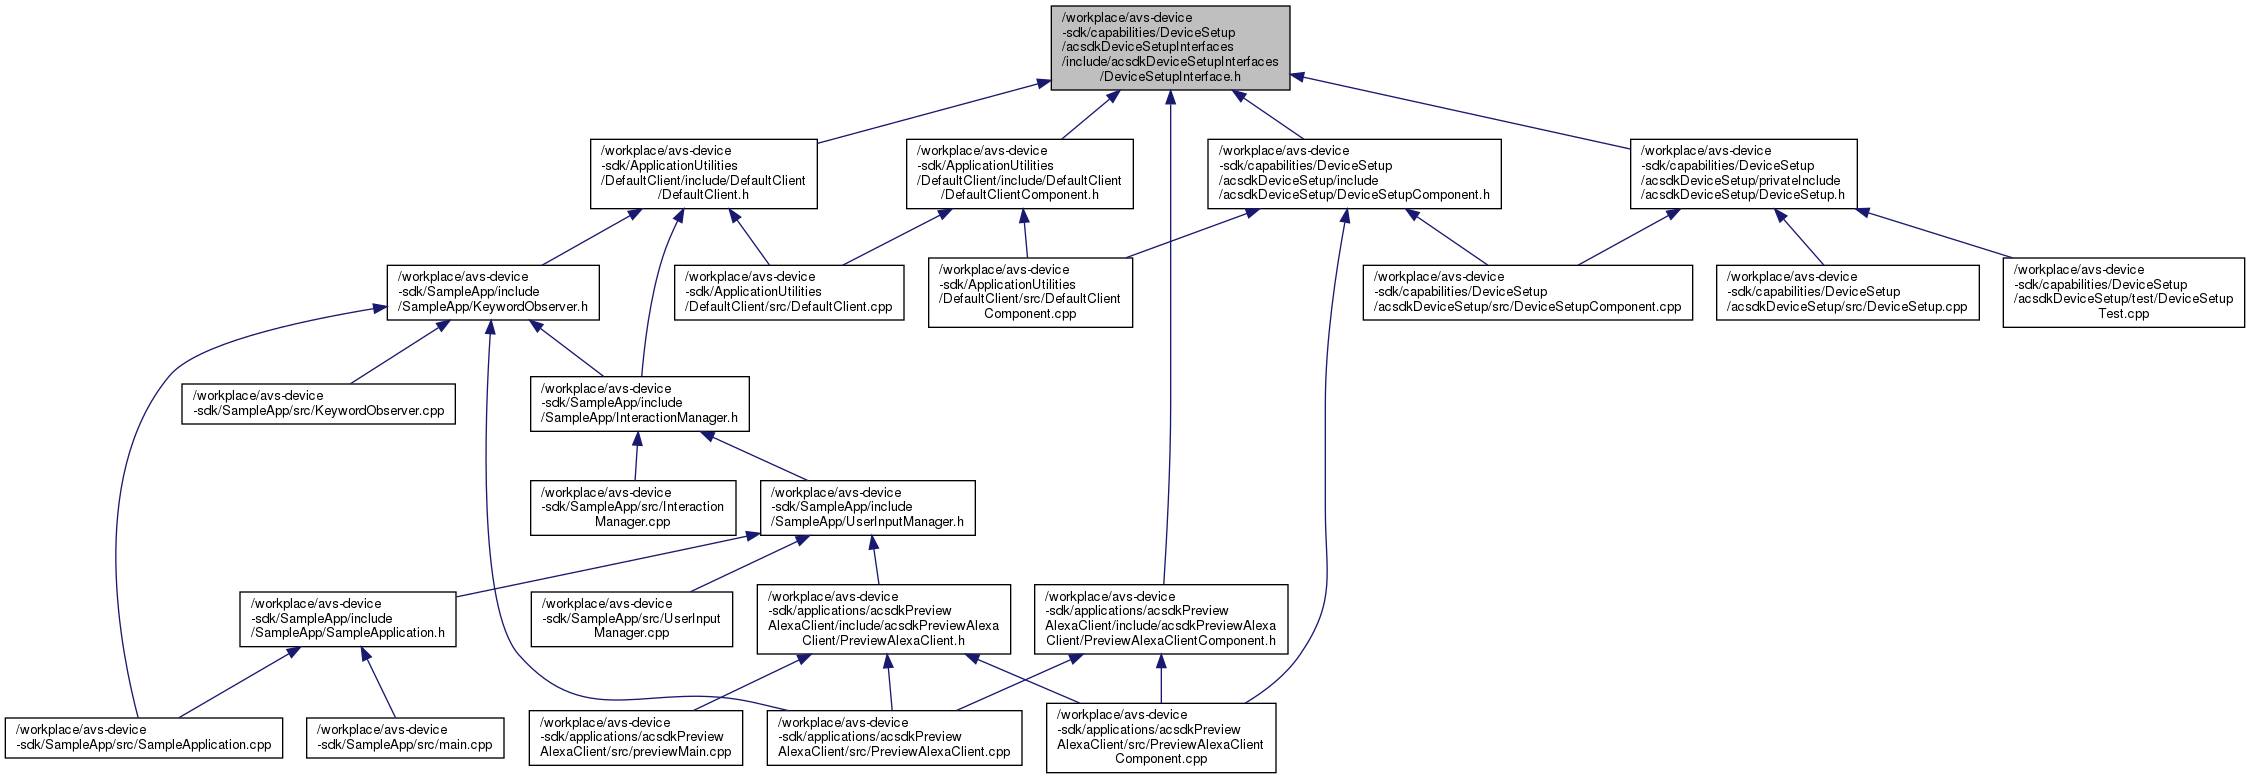 /workplace/avs-device
-sdk/capabilities/DeviceSetup
/acsdkDeviceSetupInterfaces
/include/acsdkDeviceSetupInterfaces
/DeviceSetupInterface.h
/workplace/avs-device
-sdk/ApplicationUtilities
/DefaultClient/include/DefaultClient
/DefaultClient.h
/workplace/avs-device
-sdk/ApplicationUtilities
/DefaultClient/include/DefaultClient
/DefaultClientComponent.h
/workplace/avs-device
-sdk/capabilities/DeviceSetup
/acsdkDeviceSetup/include
/acsdkDeviceSetup/DeviceSetupComponent.h
/workplace/avs-device
-sdk/capabilities/DeviceSetup
/acsdkDeviceSetup/privateInclude
/acsdkDeviceSetup/DeviceSetup.h
/workplace/avs-device
-sdk/SampleApp/include
/SampleApp/KeywordObserver.h
/workplace/avs-device
-sdk/ApplicationUtilities
/DefaultClient/src/DefaultClient.cpp
/workplace/avs-device
-sdk/ApplicationUtilities
/DefaultClient/src/DefaultClient
Component.cpp
/workplace/avs-device
-sdk/capabilities/DeviceSetup
/acsdkDeviceSetup/src/DeviceSetupComponent.cpp
/workplace/avs-device
-sdk/capabilities/DeviceSetup
/acsdkDeviceSetup/src/DeviceSetup.cpp
/workplace/avs-device
-sdk/capabilities/DeviceSetup
/acsdkDeviceSetup/test/DeviceSetup
Test.cpp
/workplace/avs-device
-sdk/SampleApp/src/KeywordObserver.cpp
/workplace/avs-device
-sdk/SampleApp/include
/SampleApp/InteractionManager.h
/workplace/avs-device
-sdk/SampleApp/src/Interaction
Manager.cpp
/workplace/avs-device
-sdk/SampleApp/include
/SampleApp/UserInputManager.h
/workplace/avs-device
-sdk/SampleApp/include
/SampleApp/SampleApplication.h
/workplace/avs-device
-sdk/SampleApp/src/UserInput
Manager.cpp
/workplace/avs-device
-sdk/applications/acsdkPreview
AlexaClient/include/acsdkPreviewAlexa
Client/PreviewAlexaClient.h
/workplace/avs-device
-sdk/applications/acsdkPreview
AlexaClient/include/acsdkPreviewAlexa
Client/PreviewAlexaClientComponent.h
/workplace/avs-device
-sdk/SampleApp/src/SampleApplication.cpp
/workplace/avs-device
-sdk/SampleApp/src/main.cpp
/workplace/avs-device
-sdk/applications/acsdkPreview
AlexaClient/src/previewMain.cpp
/workplace/avs-device
-sdk/applications/acsdkPreview
AlexaClient/src/PreviewAlexaClient.cpp
/workplace/avs-device
-sdk/applications/acsdkPreview
AlexaClient/src/PreviewAlexaClient
Component.cpp